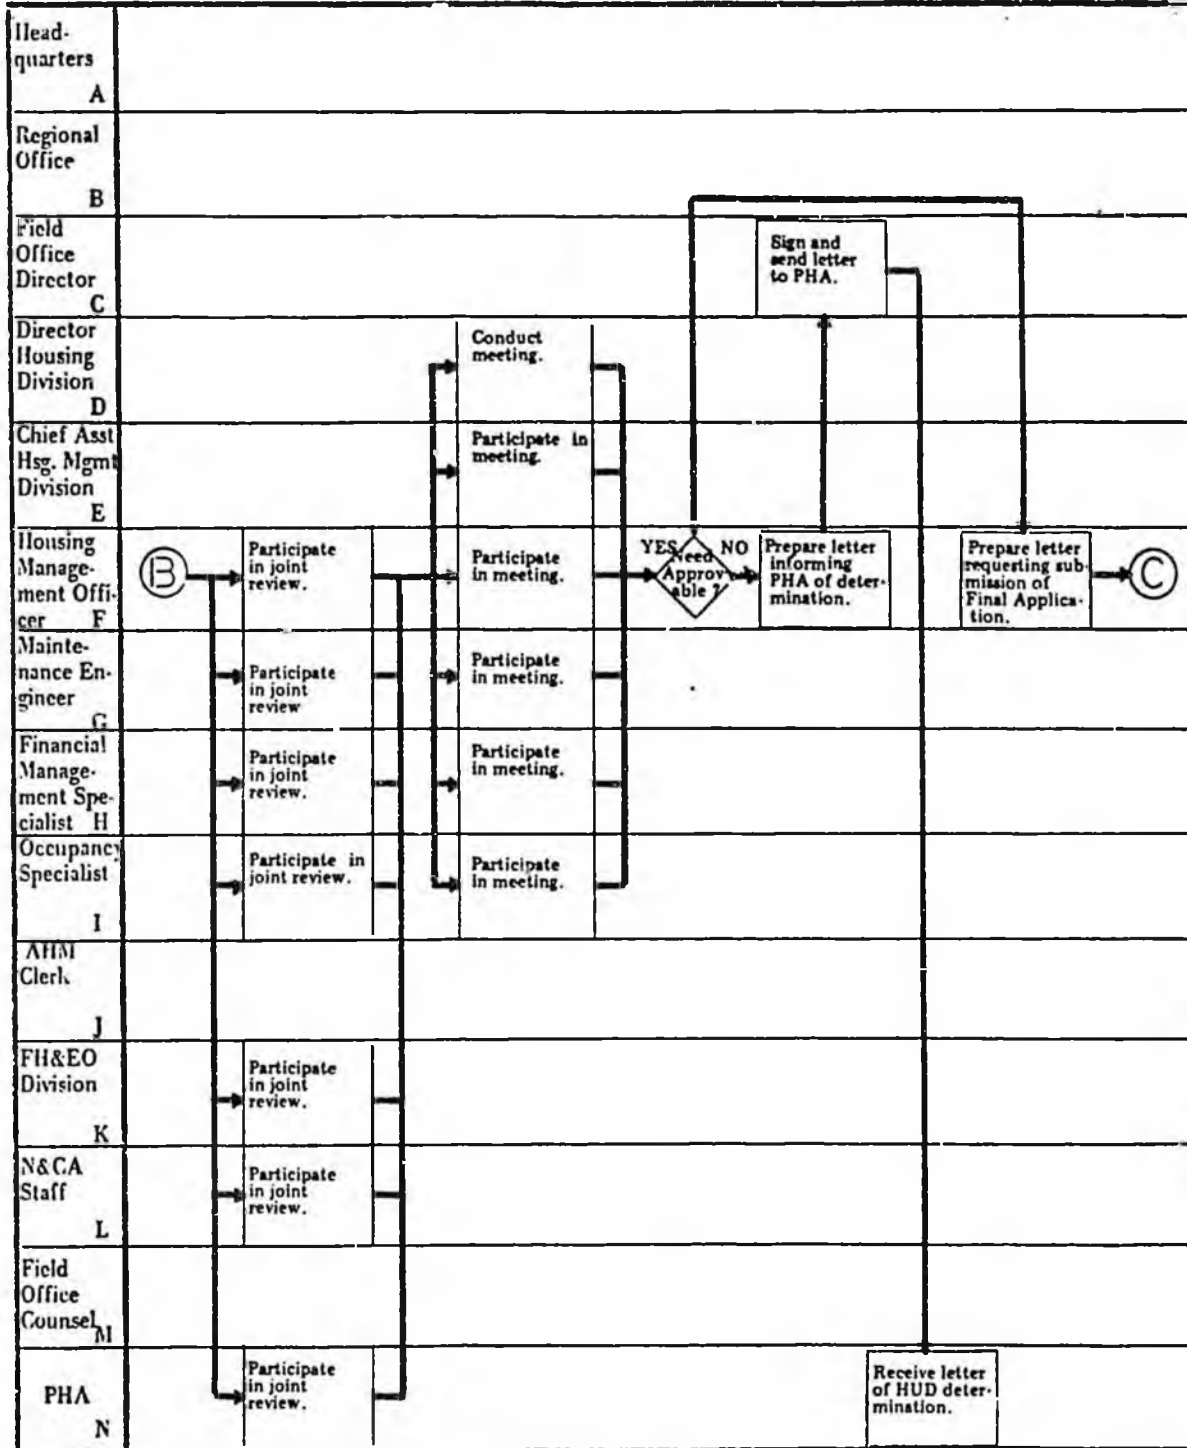 Head-
quarters
A
Regional
Office
B
Field
Office
Director
C
Sign and
send letter
to PHA.
Director
Housing
Division
D
Conduct
meeting.
Chief Asst
Hsg. Mgmt
Division
E
Participate in
meeting.
Housing
Manage-
ment Offi-
cer F
B
Participate
in joint
review.
Participate
in meeting.
YES
Need
Approv
able ?
NO
Prepare letter
informing
PHA of deter-
mination.
Prepare letter
requesting sub-
mission of
Final Applica-
tion.
C
Mainte-
nance En-
gineer
G
Participate
in joint
review
Participate
in meeting.
Financial
Manage-
ment Spe-
cialist H
Participate
in joint
review.
Participate
in meeting.
Occupancy
Specialist
I
Participate in
joint review.
Participate
in meeting.
AHM
Clerk
J
FH&EO
Division
K
Participate
in joint
review.
N&CA
Staff
L
Participate
in joint
review.
Field
Office
Counsel
M
PHA
N
Participate
in joint
review.
Receive letter
of HUD deter-
mination.